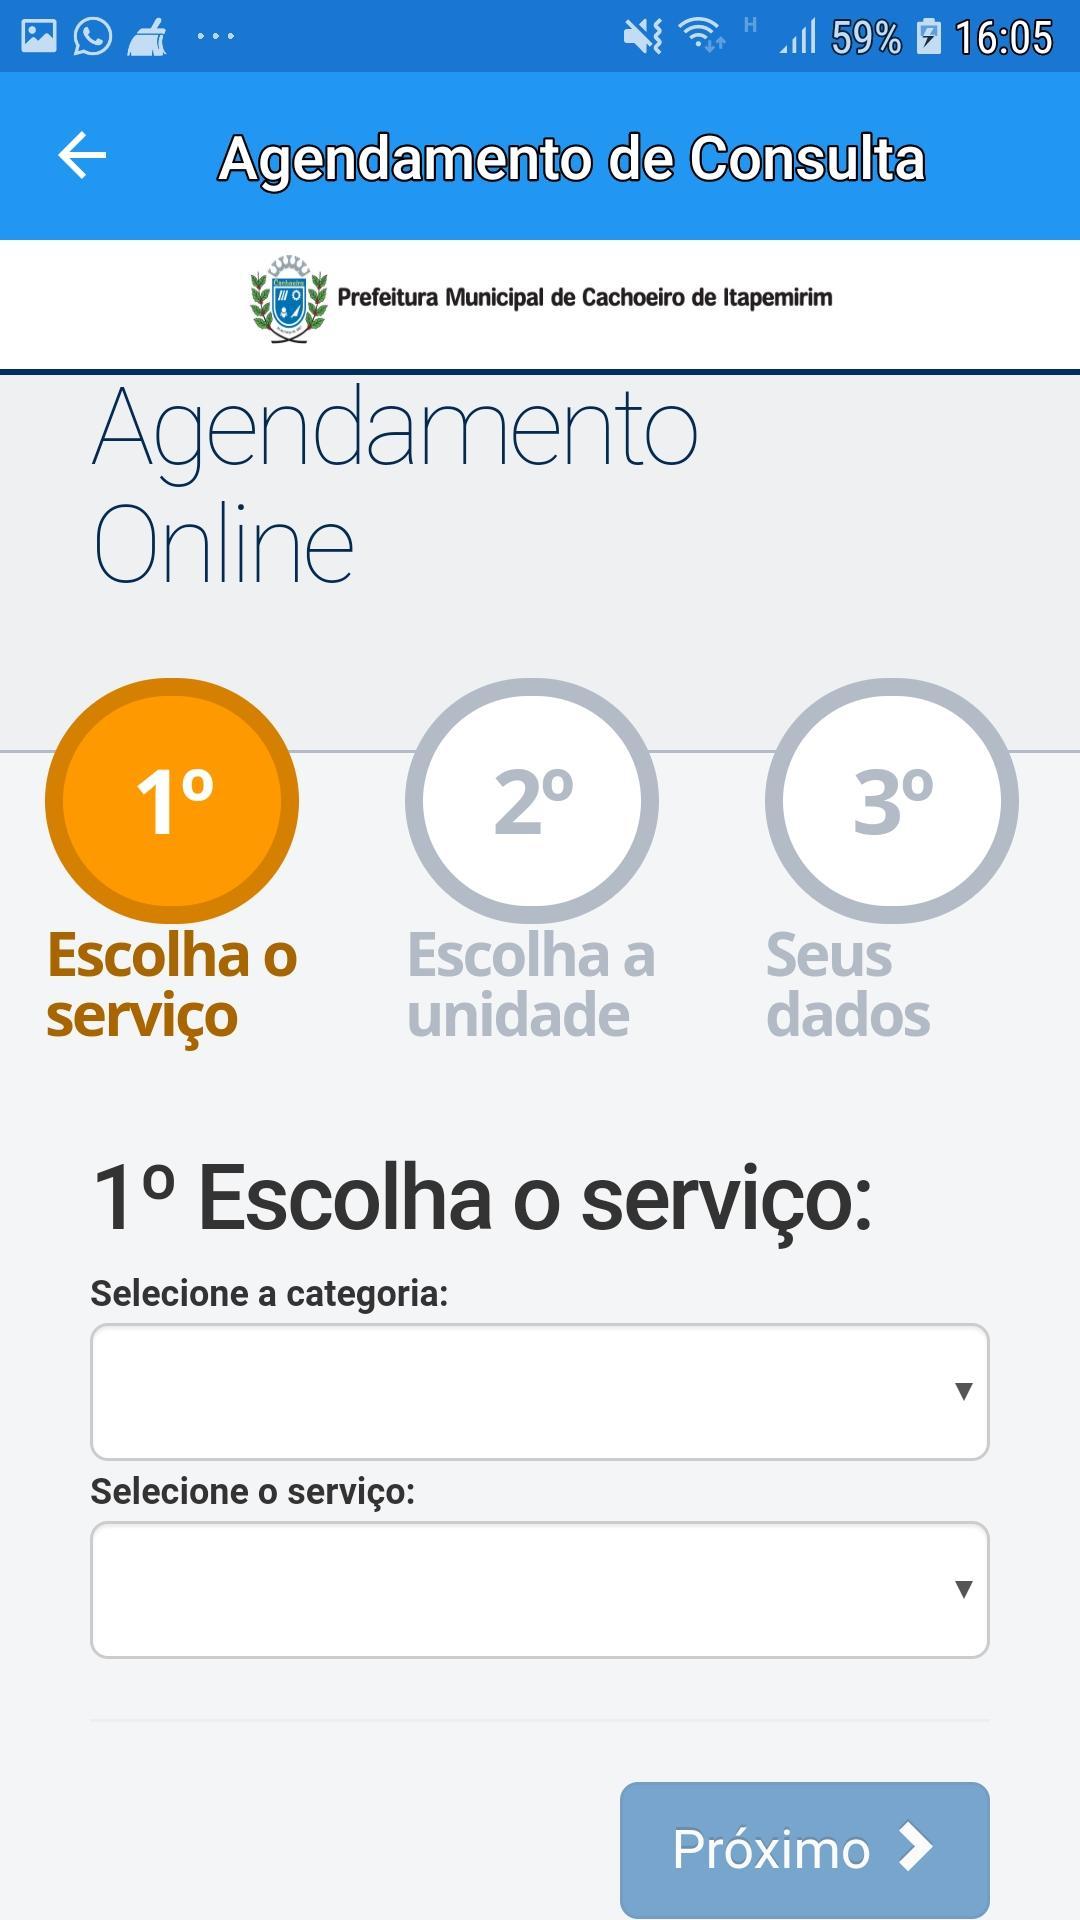 H 59% 16:05
Agendamento de Consulta
Prefeitura Municipal de Cachoeiro de Itapemirim
Agendamento
Online
1º 2º 3º
Escolha o serviço
Escolha a unidade
Seus dados
1º Escolha o serviço:
Selecione a categoria:
Selecione o serviço:
Próximo